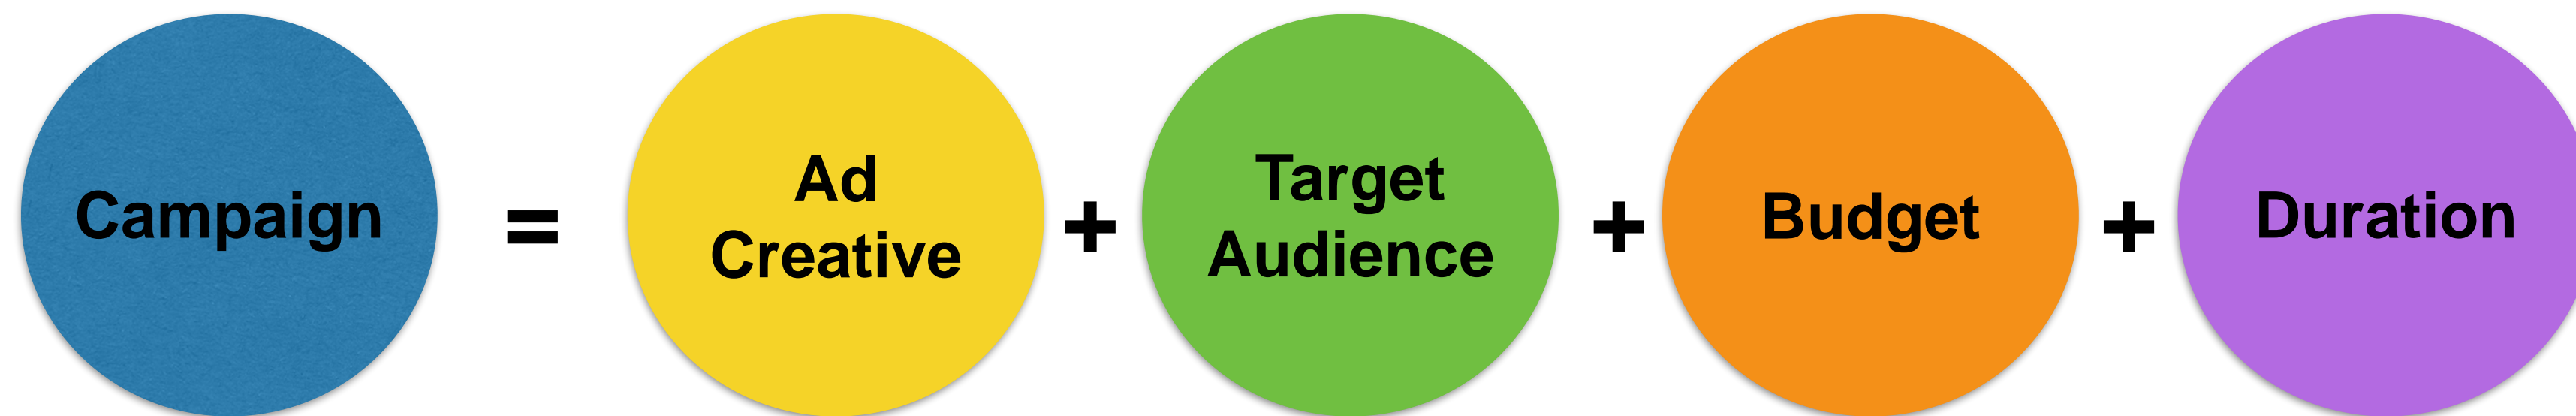 Campaign
=
Ad
Creative
+
Target
Audience
+
Budget
+
Duration